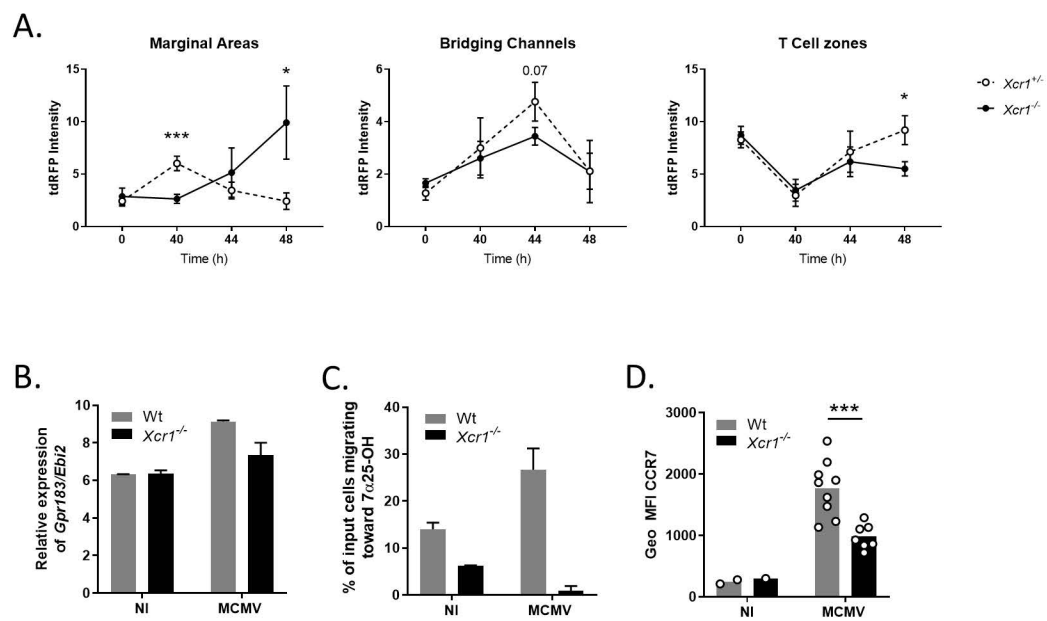 A.
Marginal Areas
15
10
5
0
tdRFP Intensity
***
*
0 40 44 48
Time (h)
Bridging Channels
6
4
2
0
tdRFP Intensity
0.07
0 40 44 48
Time (h)
T Cell zones
15
10
5
0
tdRFP Intensity
*
0 40 44 48
Time (h)
Xcr1+/-
Xcr1-/-
B.
Relative expression
of Gpr183/Ebi2
10
8
6
4
2
0
Wt
Xcr1-/-
NI MCMV
C.
% of input cells migrating
toward 7α25-OH
40
30
20
10
0
Wt
Xcr1-/-
NI MCMV
D.
Geo MFI CCR7
3000
2000
1000
0
Wt
Xcr1-/-
***
NI MCMV